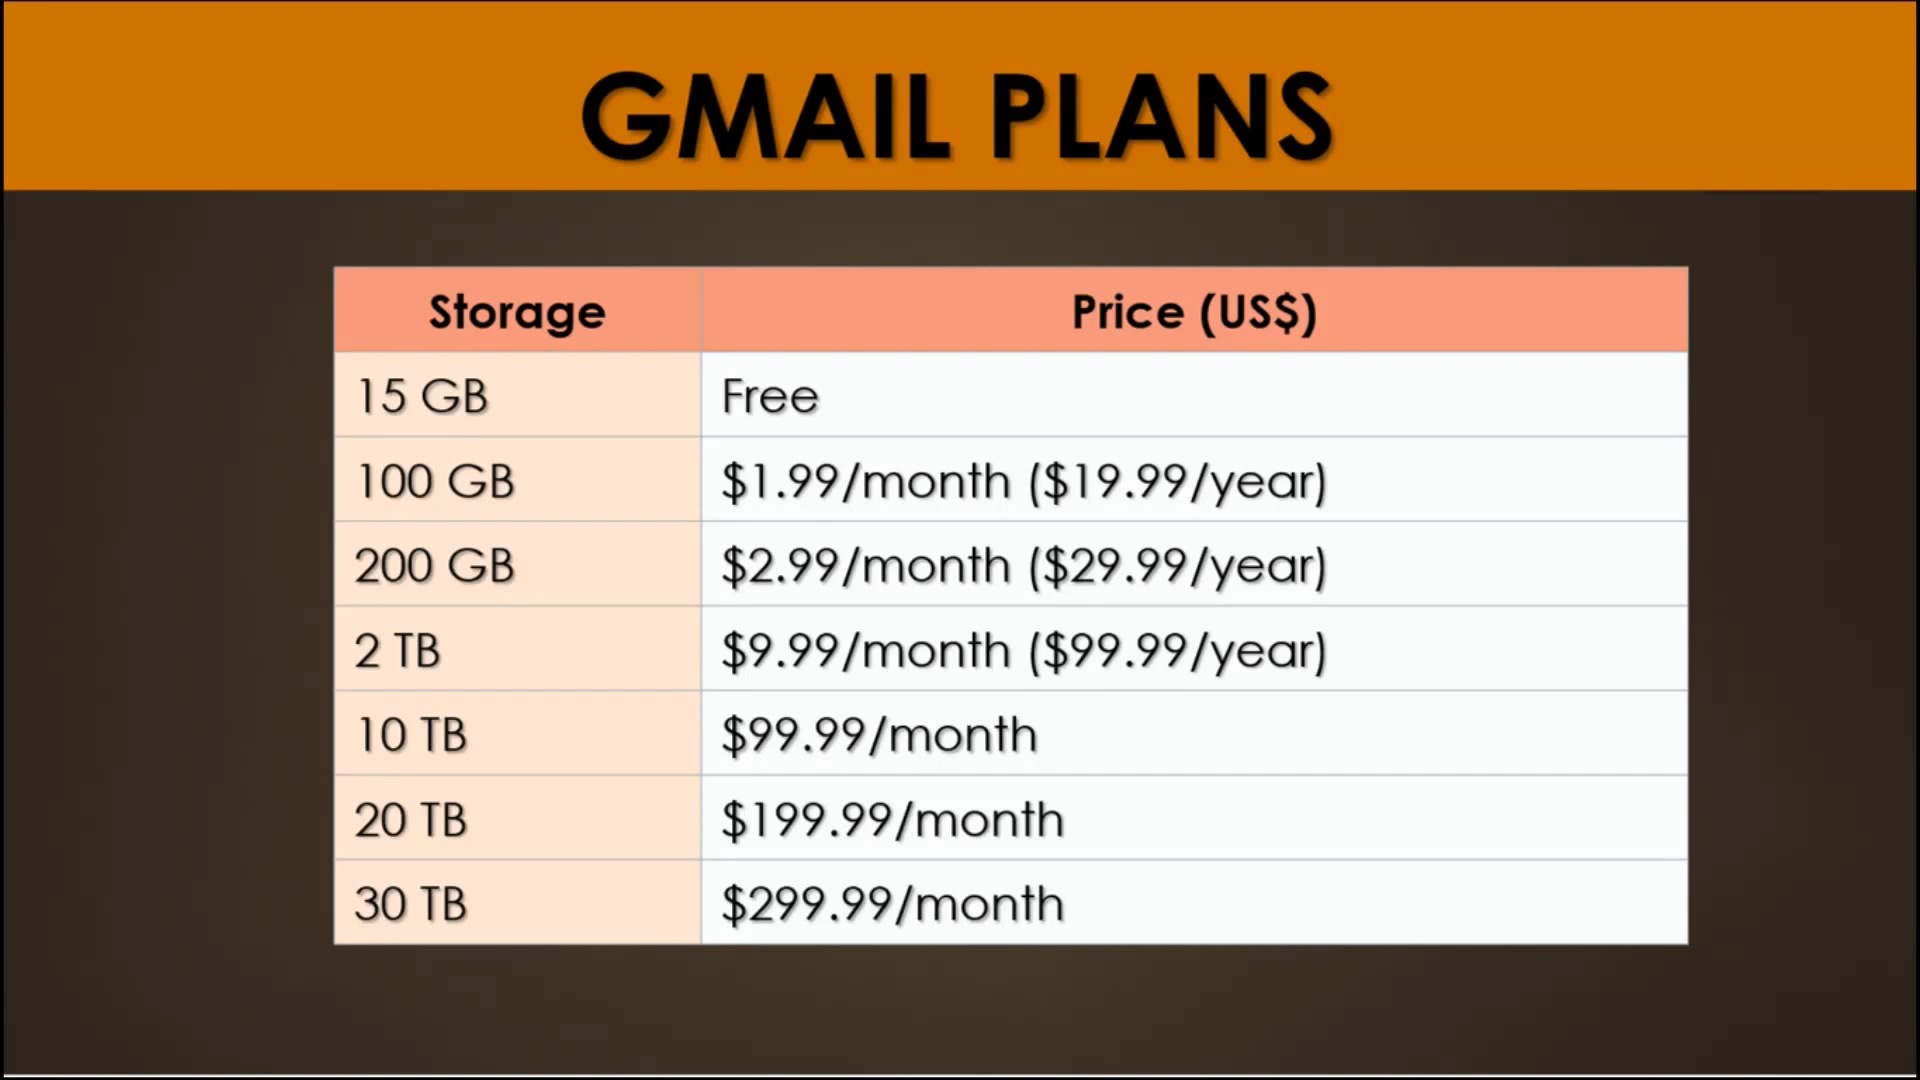 GMAIL PLANS
Storage Price (US$)
15 GB Free
100 GB $1.99/month ($19.99/year)
200 GB $2.99/month ($29.99/year)
2 TB $9.99/month ($99.99/year)
10 TB $99.99/month
20 TB $199.99/month
30 TB $299.99/month